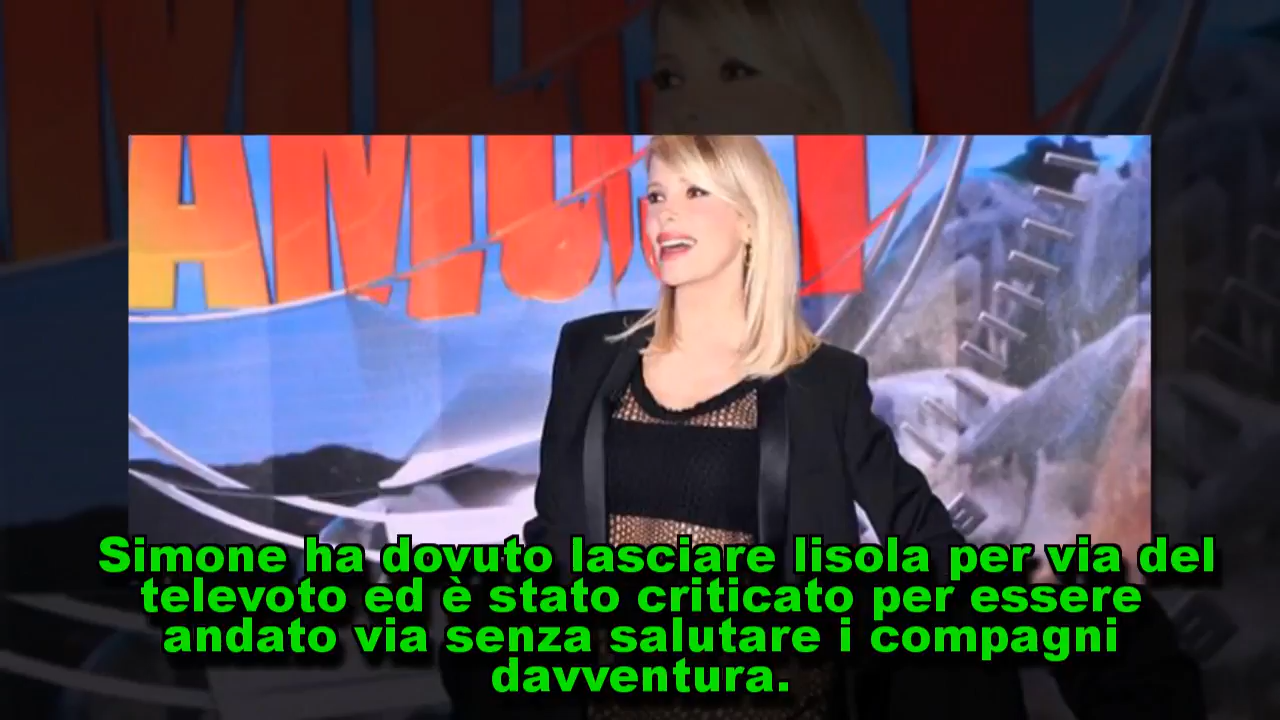 AMU
Simone ha dovuto lasciare lisola per via del
televoto ed è stato criticato per essere
andato via senza salutare i compagni
davventura.